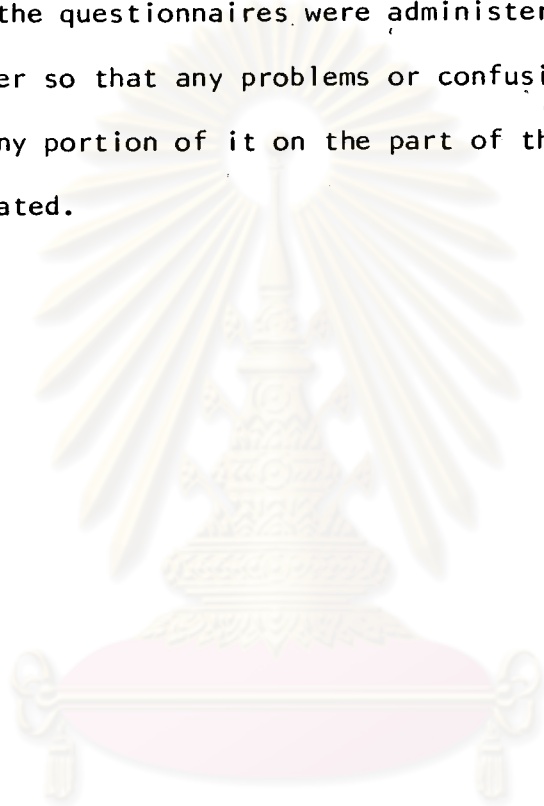 the questionnaires were administer
er so that any problems or confusi
ny portion of it on the part of th
ated.